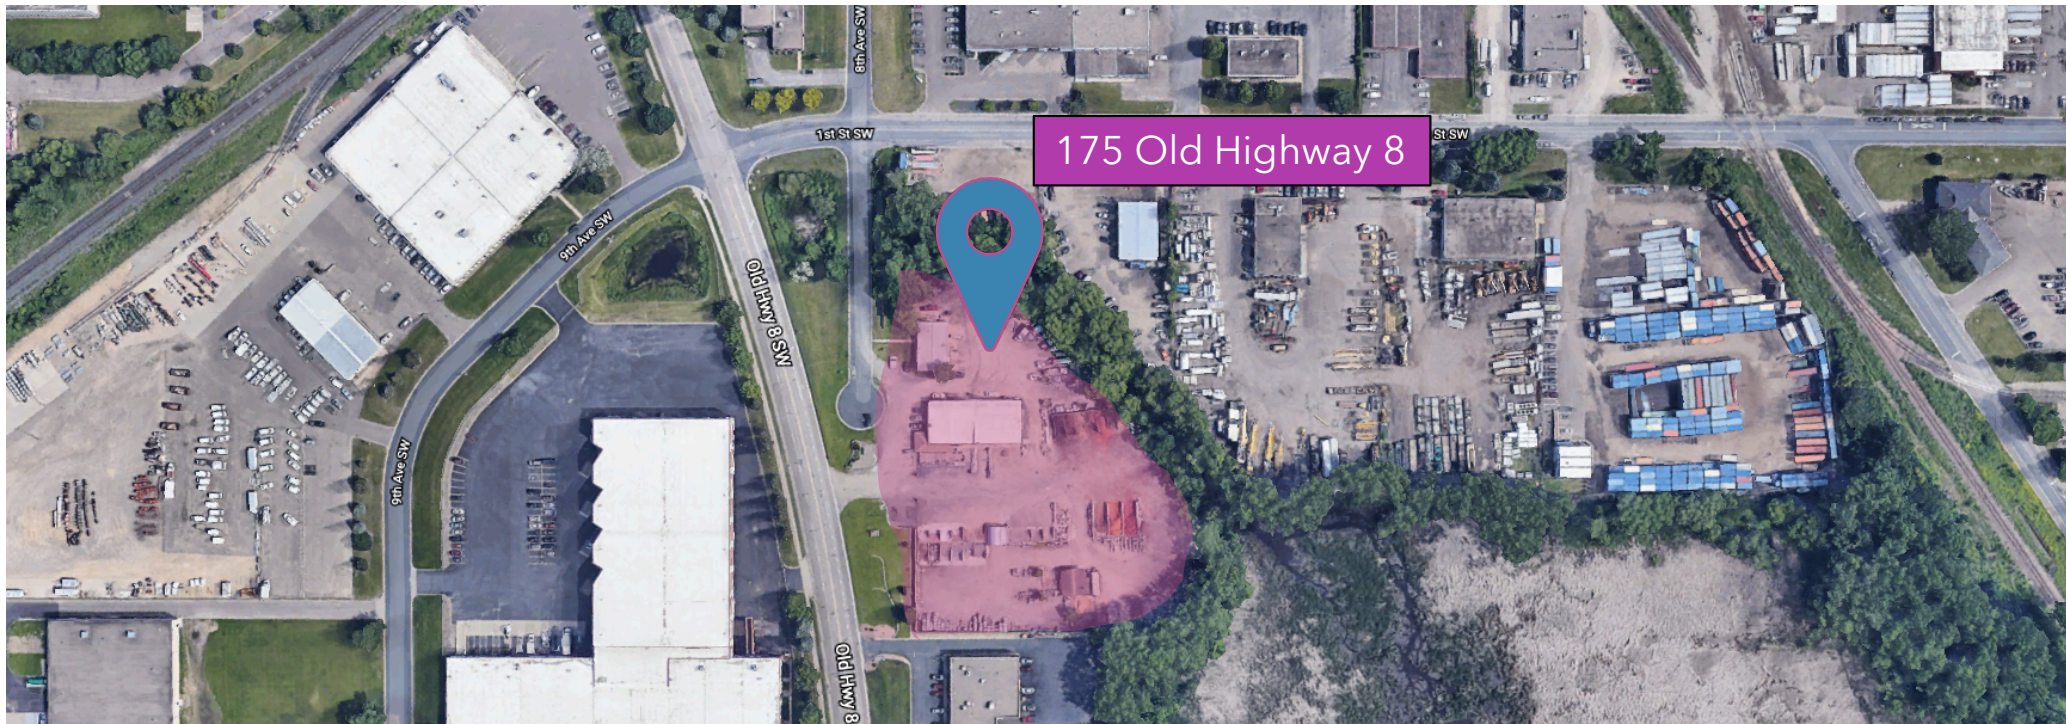 8th Ave SW
1st St SW
175 Old Highway 8
St SW
9th Ave SW
Old Hwy 8 SW
9th Ave SW
Old Hwy 8